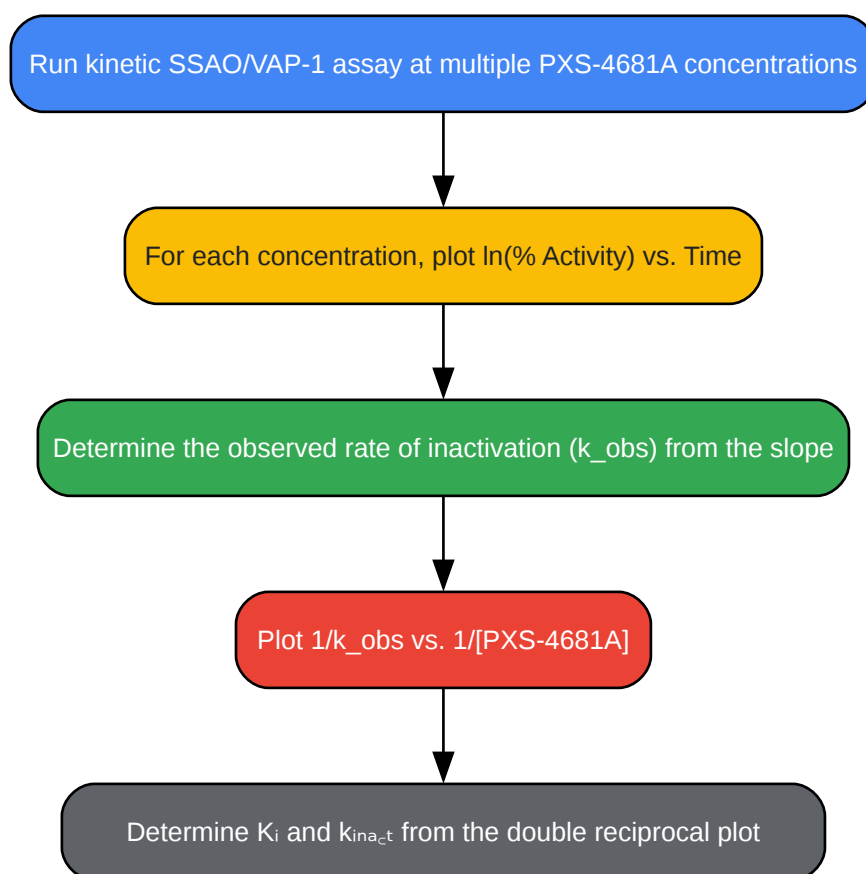 Run kinetic SSAO/VAP-1 assay at multiple PXS-4681A concentrations
For each concentration, plot ln(% Activity) vs. Time
Determine the observed rate of inactivation (k_obs) from the slope
Plot 1/k_obs vs. 1/[PXS-4681A]
Determine Kᵢ and kᵢₙₐ꜀ₜ from the double reciprocal plot